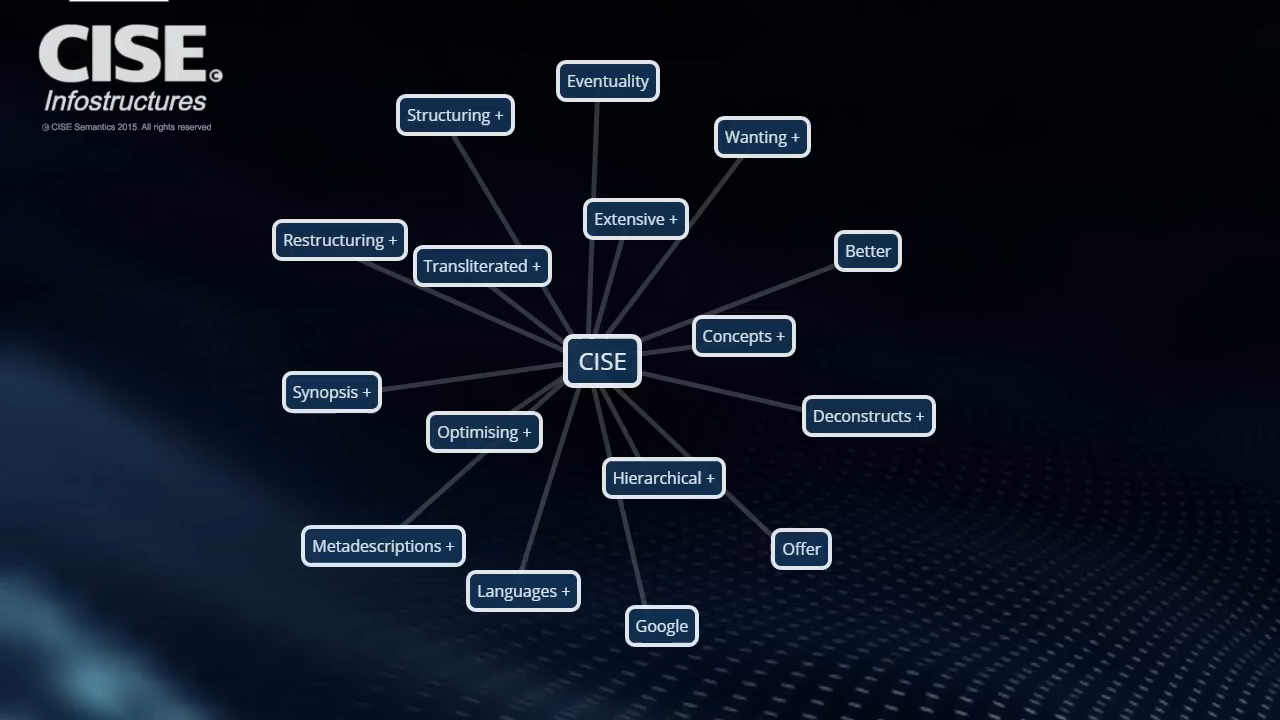 CISE©
Infostructures
© CISE Semantics 2015. All rights reserved
Eventuality
Structuring +
Wanting +
Extensive +
Restructuring +
Better
Transliterated +
Concepts +
CISE
Synopsis +
Deconstructs +
Optimising +
Hierarchical +
Metadescriptions +
Offer
Languages +
Google